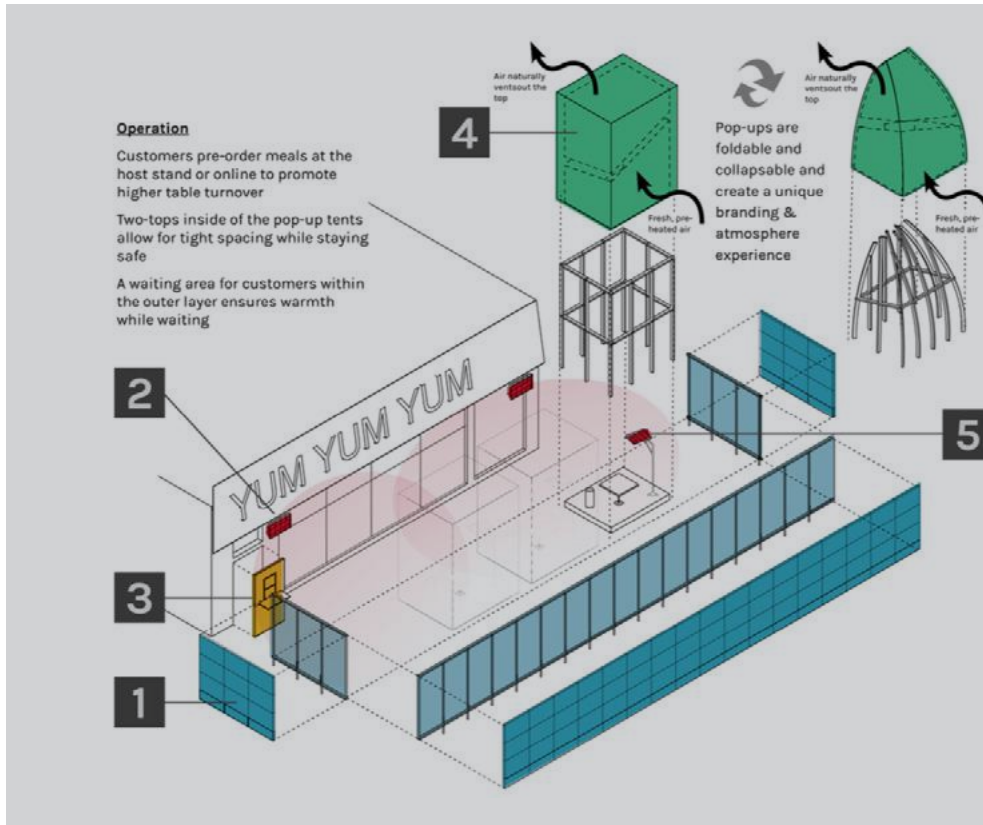 Operation
Customers pre-order meals at the
host stand or online to promote
higher table turnover
Two-tops inside of the pop-up tents
allow for tight spacing while staying
safe
A waiting area for customers within
the outer layer ensures warmth
while waiting
Air naturally
ventsout the
top
4
Fresh, pre-
heated air
Pop-ups are
foldable and
collapsable and
create a unique
branding &
atmosphere
experience
Air naturally
ventsout the
top
Fresh, pre-
heated air
2
YUM YUM YUM
5
3
1